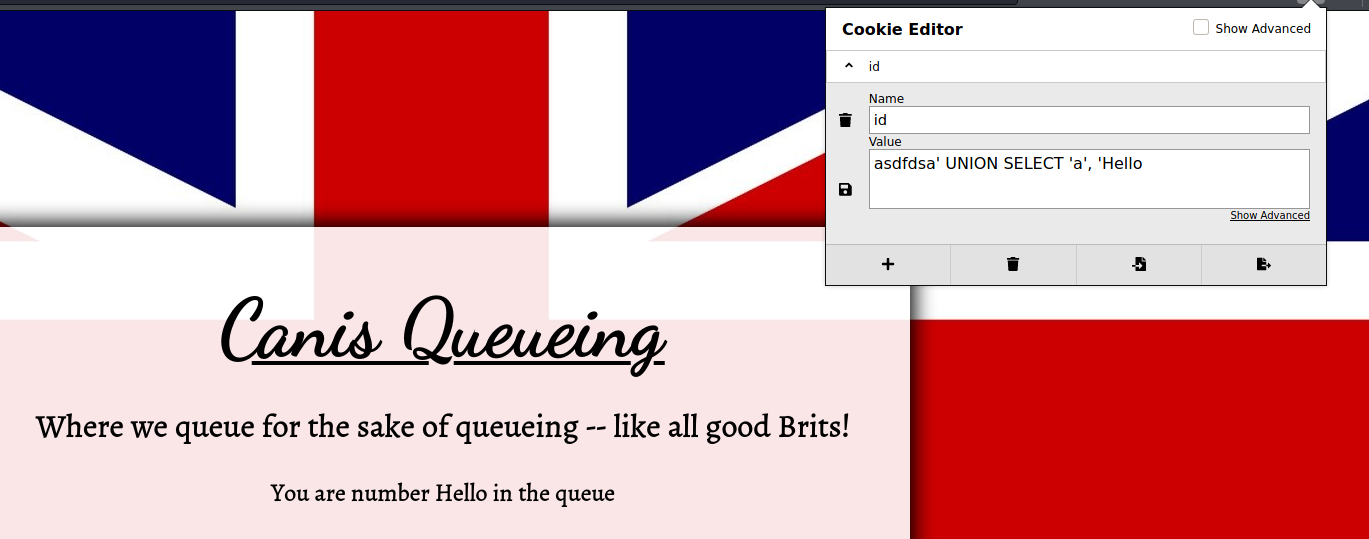 Cookie Editor
Show Advanced
id
Name
id
Value
asdfdsa' UNION SELECT 'a', 'Hello
Show Advanced
Canis Queueing
Where we queue for the sake of queueing -- like all good Brits!
You are number Hello in the queue